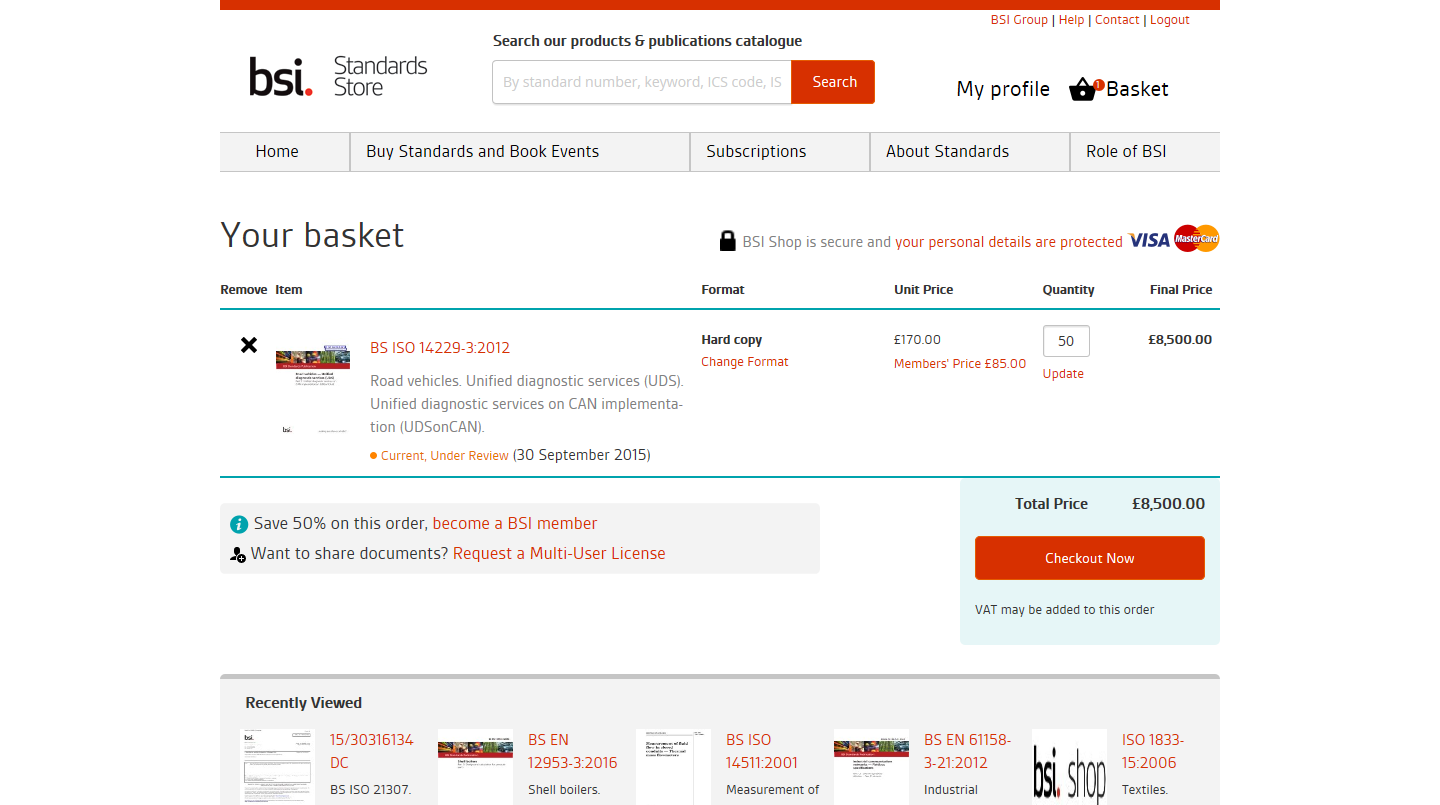 BSI Group | Help | Contact | Logout
Search our products & publications catalogue
bsi. Standards Store
By standard number, keyword, ICS code, IS
Search
My profile
1
Basket
Home
Buy Standards and Book Events
Subscriptions
About Standards
Role of BSI
Your basket
BSI Shop is secure and your personal details are protected
VISA
MasterCard
Remove Item Format Unit Price Quantity Final Price
BS ISO 14229-3:2012
Road vehicles. Unified diagnostic services (UDS).
Unified diagnostic services on CAN implementa-
tion (UDSonCAN).
Current, Under Review (30 September 2015)
Hard copy
Change Format
£170.00
Members' Price £85.00
50
Update
£8,500.00
Total Price £8,500.00
Checkout Now
VAT may be added to this order
Save 50% on this order, become a BSI member
Want to share documents? Request a Multi-User License
Recently Viewed
15/30316134
DC
BS ISO 21307.
BS EN
12953-3:2016
Shell boilers.
BS ISO
14511:2001
Measurement of
BS EN 61158-
3-21:2012
Industrial
bsi. shop
ISO 1833-
15:2006
Textiles.